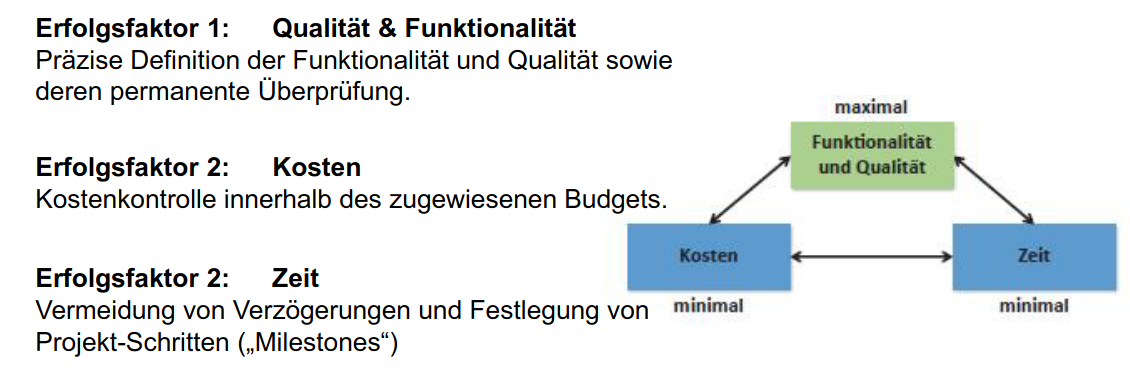 Erfolgsfaktor 1: Qualität & Funktionalität
Präzise Definition der Funktionalität und Qualität sowie
deren permanente Überprüfung.
Erfolgsfaktor 2: Kosten
Kostenkontrolle innerhalb des zugewiesenen Budgets.
Erfolgsfaktor 2: Zeit
Vermeidung von Verzögerungen und Festlegung von
Projekt-Schritten („Milestones“)
maximal
Funktionalität
und Qualität
Kosten
Zeit
minimal
minimal